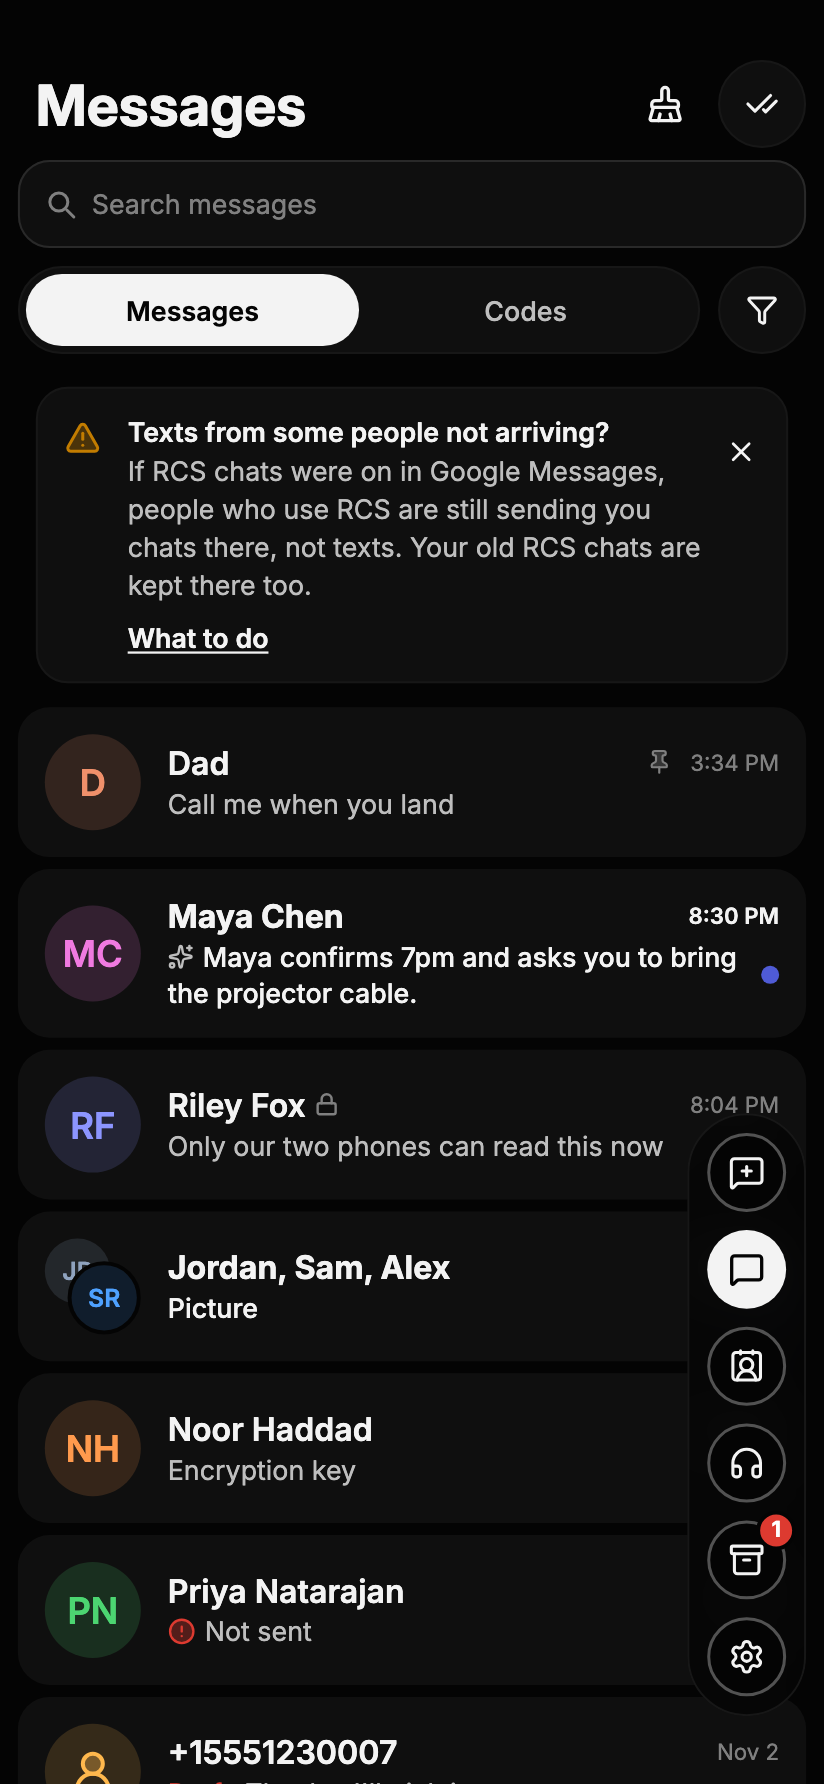 Messages
Search messages
Messages
Codes
Texts from some people not arriving?
If RCS chats were on in Google Messages,
people who use RCS are still sending you
chats there, not texts. Your old RCS chats are
kept there too.
What to do
D
Dad
3:34 PM
Call me when you land
MC
Maya Chen
8:30 PM
Maya confirms 7pm and asks you to bring
the projector cable.
RF
Riley Fox
8:04 PM
Only our two phones can read this now
SR
Jordan, Sam, Alex
Picture
NH
Noor Haddad
Encryption key
1
PN
Priya Natarajan
Not sent
+15551230007
Nov 2